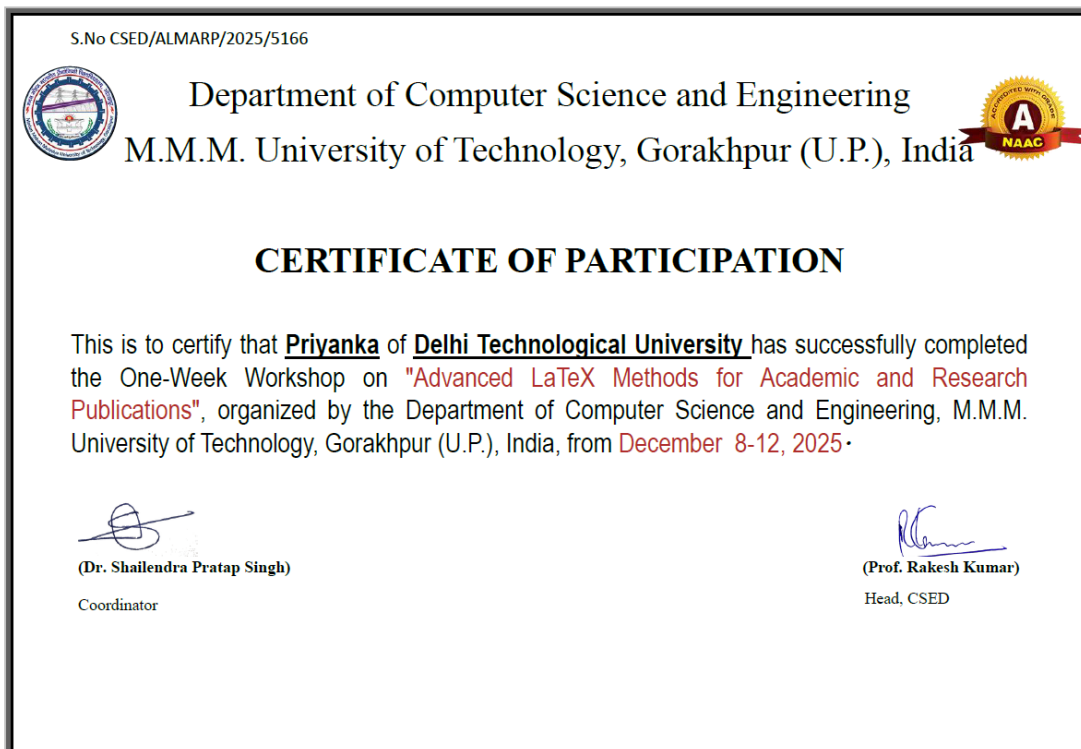 S.No CSED/ALMARP/2025/5166
Department of Computer Science and Engineering
M.M.M. University of Technology, Gorakhpur (U.P.), India
ACCREDITED WITH GRADE
A
NAAC
CERTIFICATE OF PARTICIPATION
This is to certify that Priyanka of Delhi Technological University has successfully completed
the One-Week Workshop on "Advanced LaTeX Methods for Academic and Research
Publications", organized by the Department of Computer Science and Engineering, M.M.M.
University of Technology, Gorakhpur (U.P.), India, from December 8-12, 2025.
(Dr. Shailendra Pratap Singh)
(Prof. Rakesh Kumar)
Coordinator
Head, CSED